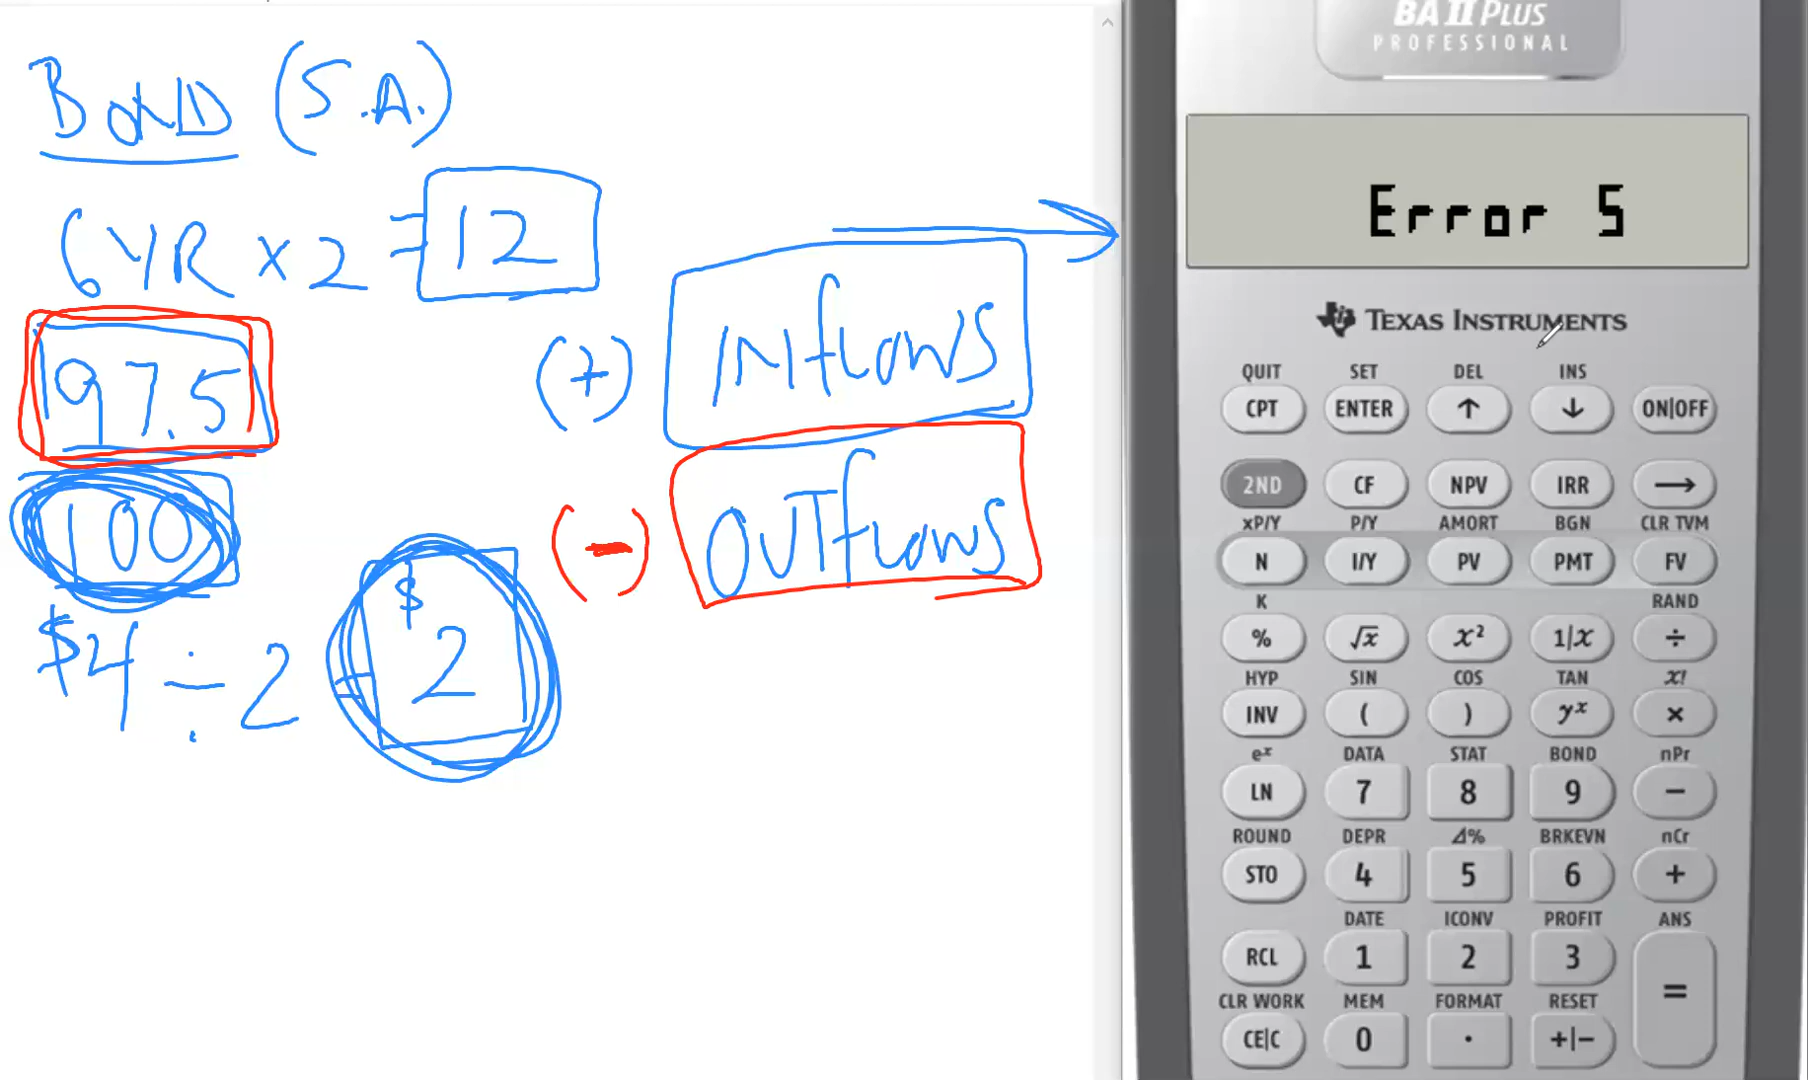 BOND (S.A.)
6YR × 2 = 12
97.5
100
$4 ÷ 2 = $2
(+) INflows
(-) OUTflows
BA II PLUS
PROFESSIONAL
Error 5
TEXAS INSTRUMENTS
QUIT SET DEL INS
CPT ENTER ↑ ↓ ON|OFF
2ND CF NPV IRR →
xP/Y P/Y AMORT BGN CLR TVM
N I/Y PV PMT FV
K RAND
% √x x² 1/x ÷
HYP SIN COS TAN x!
INV ( ) yˣ ×
eˣ DATA STAT BOND nPr
LN 7 8 9 −
ROUND DEPR Δ% BRKEVN nCr
STO 4 5 6 +
DATE ICONV PROFIT ANS
RCL 1 2 3 =
CLR WORK MEM FORMAT RESET
CE|C 0 . +|−